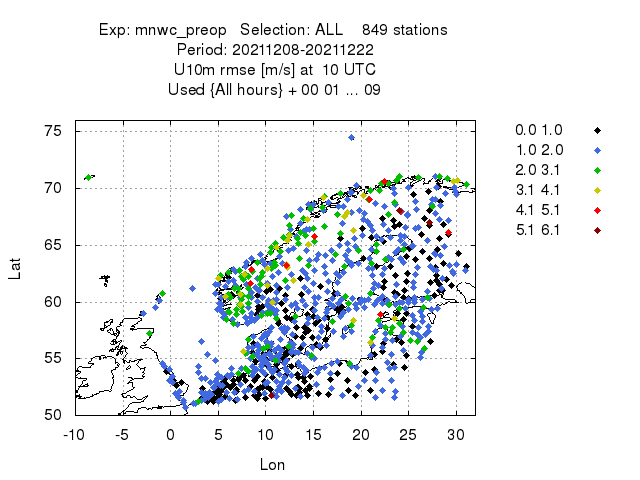 Exp: mnwc_preop   Selection: ALL    849 stations
Period: 20211208-20211222
U10m rmse [m/s] at  10 UTC
Used {All hours} + 00 01 ... 09
75
70
65
60
55
50
-10 -5 0 5 10 15 20 25 30
Lat
Lon
0.0 1.0
1.0 2.0
2.0 3.1
3.1 4.1
4.1 5.1
5.1 6.1